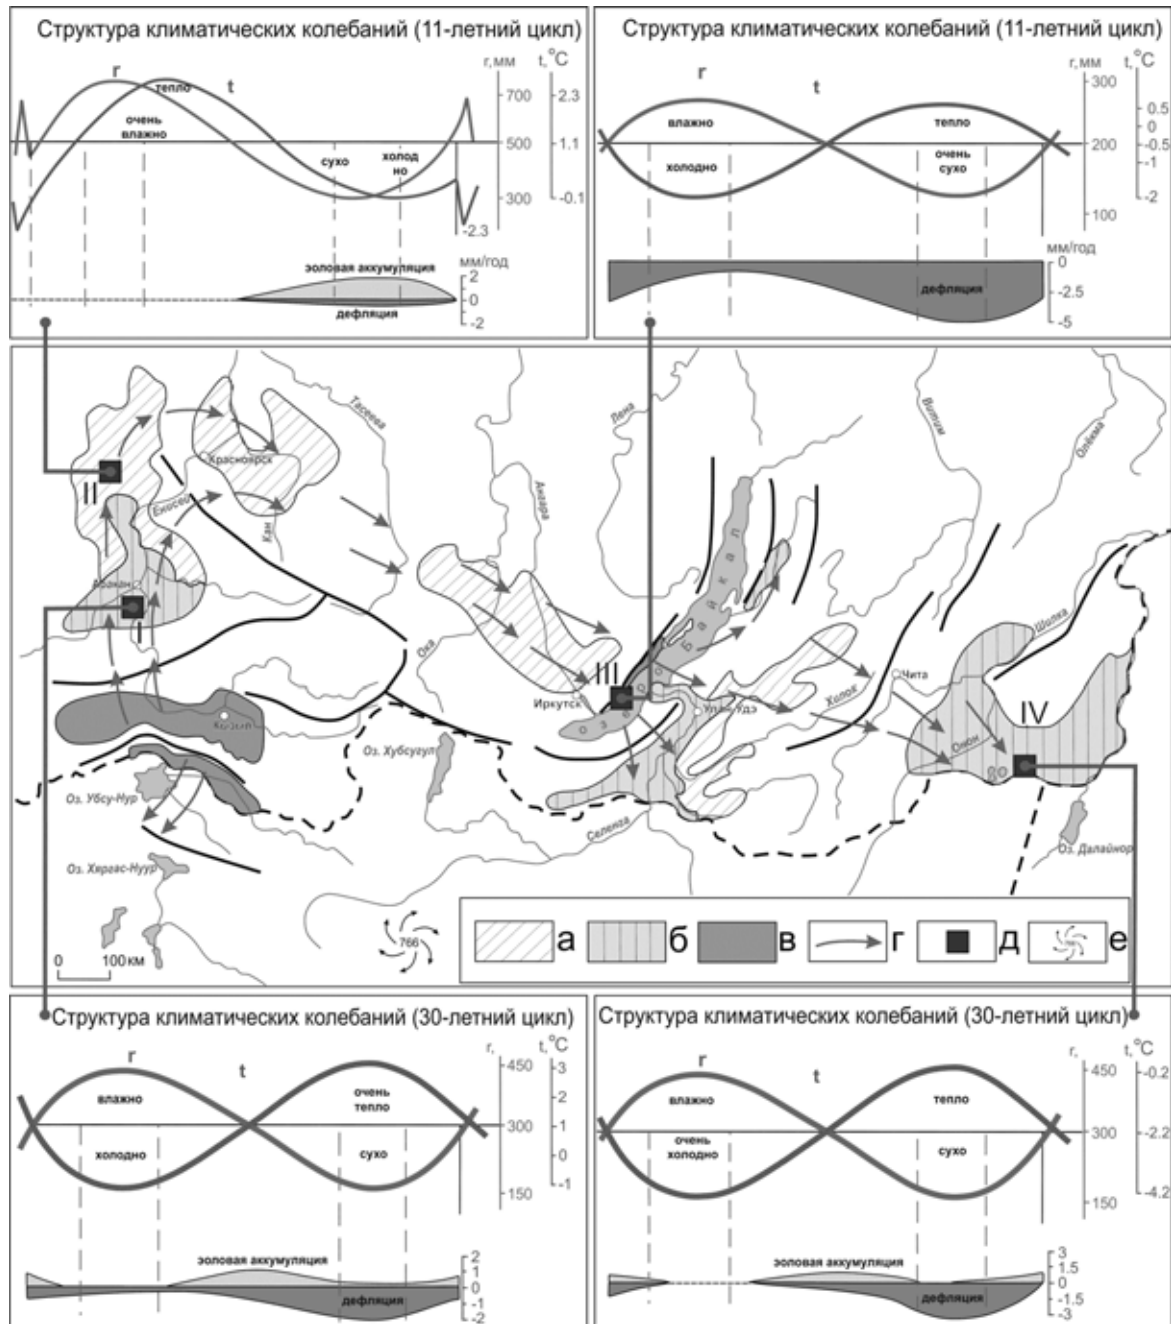 Структура климатических колебаний (11-летний цикл)
r, мм t, °C
r
тепло
t
очень
влажно
сухо
холод
но
700
500
300
2.3
1.1
-0.1
-2.3
мм/год
эоловая аккумуляция
дефляция
2
0
-2
Структура климатических колебаний (11-летний цикл)
r, мм t, °C
r
t
влажно
тепло
холодно
очень
сухо
300
200
100
0.5
0
-0.5
-1
-2
мм/год
дефляция
0
-2.5
-5
Тасеева
Лена
Витим
Олёкма
Красноярск
II
Енисей
Кан
Ангара
Абакан
I
Байкал
Шилка
Ока
III
Иркутск
озеро
Улан-Удэ
Хилок
Чита
IV
Кызыл
Оз. Хубсугул
Онон
Оз. Убсу-Нур
Селенга
Оз. Далайнор
Оз. Хяргас-Нуур
766
0 100 км
а б в г д е
Структура климатических колебаний (30-летний цикл)
r, t, °C
r
t
влажно
очень
тепло
холодно
сухо
450
300
150
3
2
1
0
-1
эоловая аккумуляция
дефляция
2
1
0
-1
-2
Структура климатических колебаний (30-летний цикл)
r, t, °C
r
t
влажно
тепло
очень
холодно
сухо
450
300
150
-0.2
-2.2
-4.2
эоловая аккумуляция
дефляция
3
1.5
0
-1.5
-3